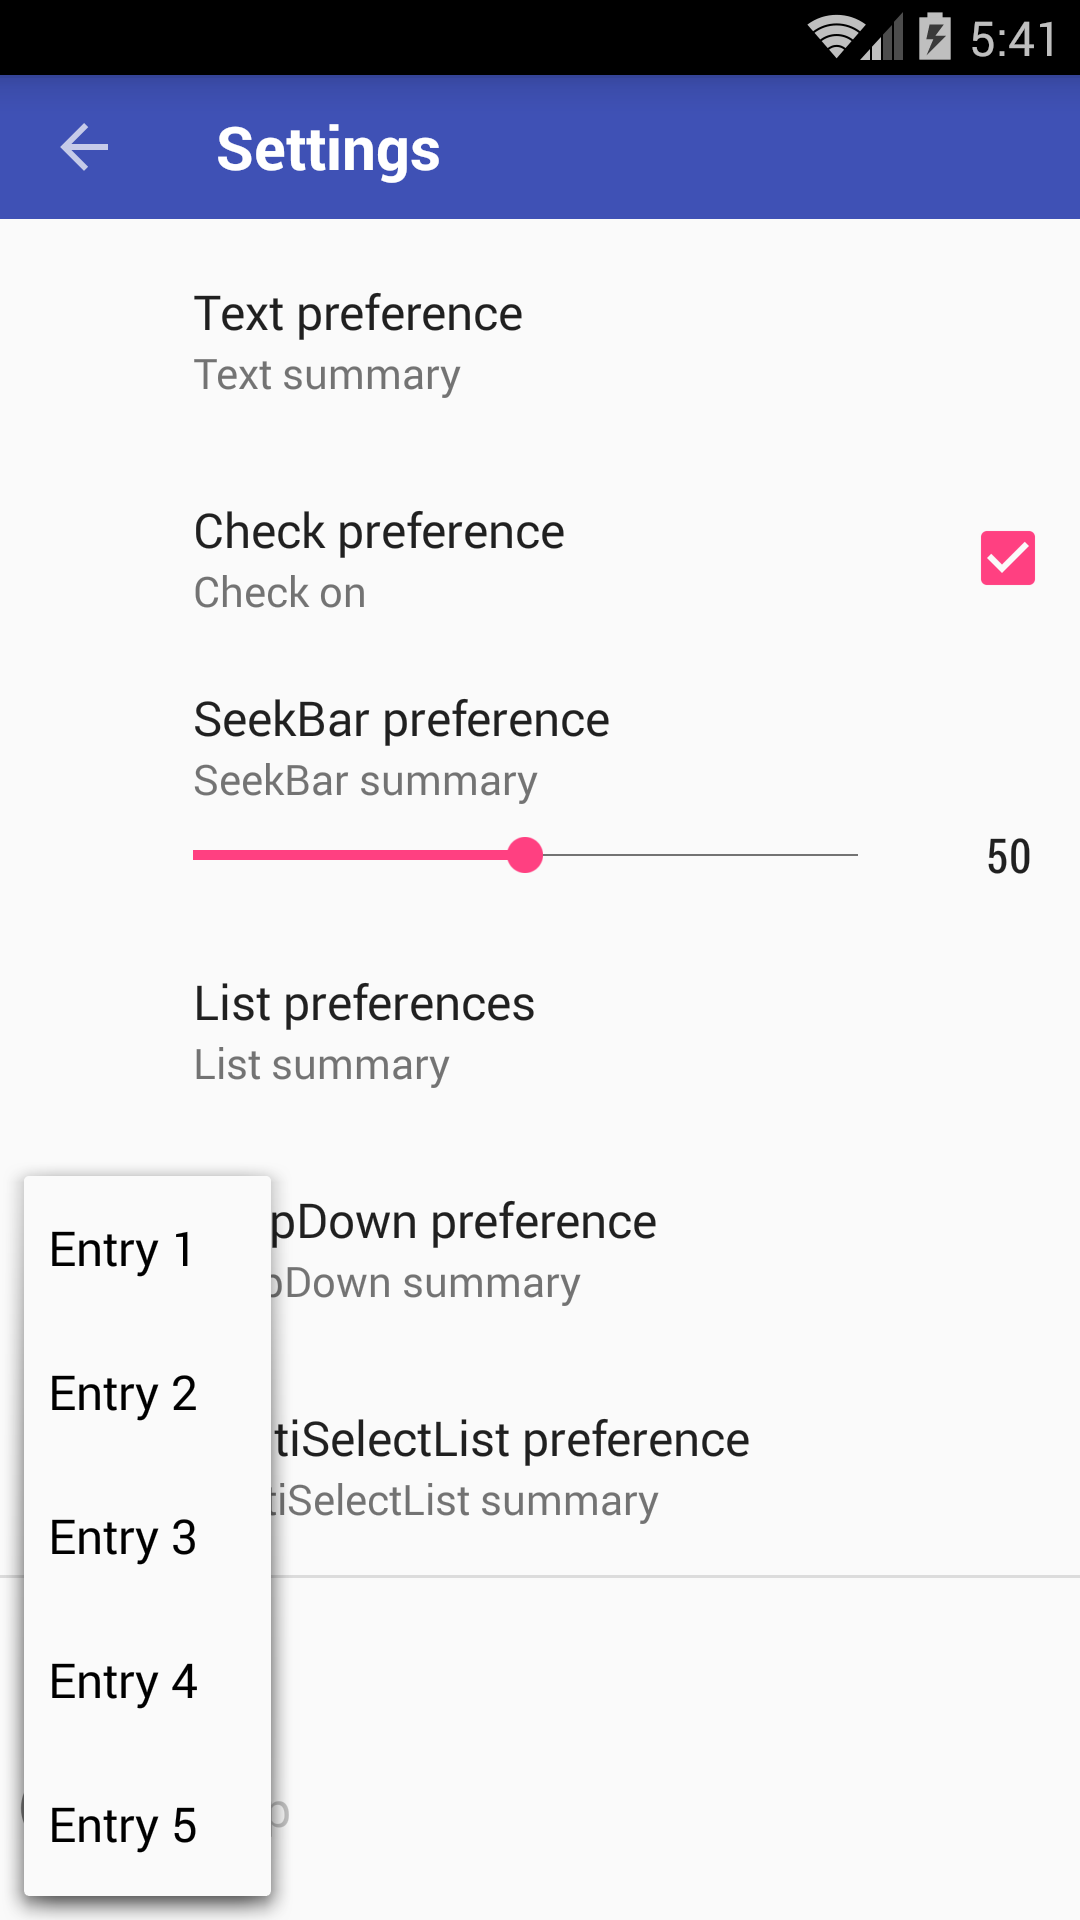 5:41
Settings
Text preference
Text summary
Check preference
Check on
SeekBar preference
SeekBar summary
50
List preferences
List summary
pDown preference
pDown summary
tiSelectList preference
tiSelectList summary
Entry 1
Entry 2
Entry 3
Entry 4
Entry 5
p